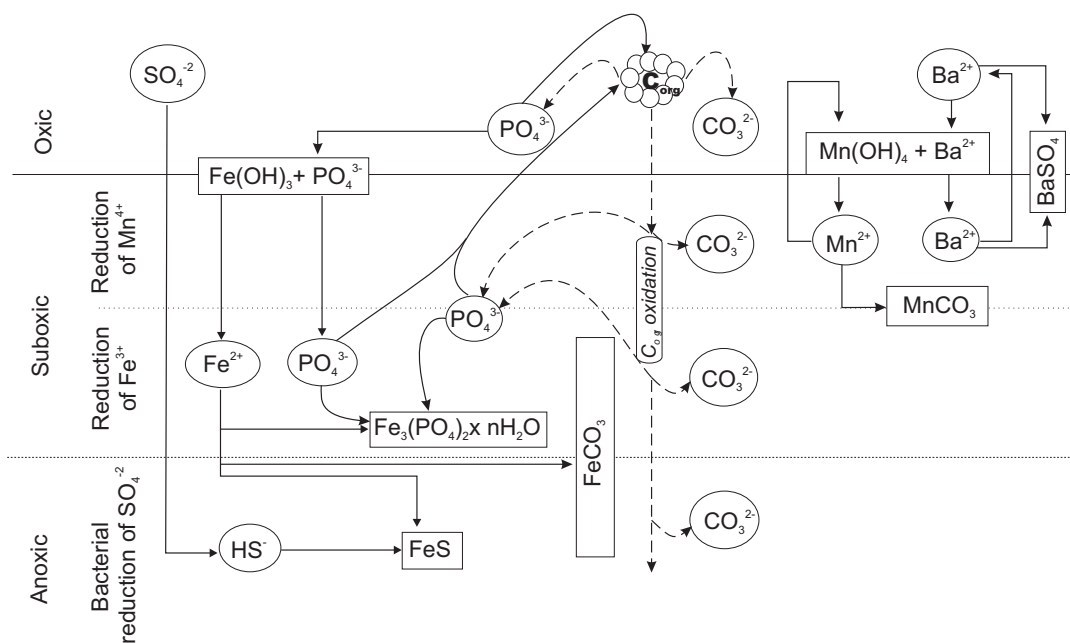 Oxic
Suboxic
Anoxic
Reduction
of Mn⁴⁺
Reduction
of Fe³⁺
Bacterial
reduction of SO₄⁻²
SO₄⁻²
PO₄³⁻
C org
CO₃²⁻
Fe(OH)₃+ PO₄³⁻
Ba²⁺
Mn(OH)₄ + Ba²⁺
BaSO₄
Mn²⁺
Ba²⁺
MnCO₃
CO₃²⁻
C o g oxidation
PO₄³⁻
Fe²⁺
PO₄³⁻
CO₃²⁻
Fe₃(PO₄)₂x nH₂O
FeCO₃
HS⁻
FeS
CO₃²⁻